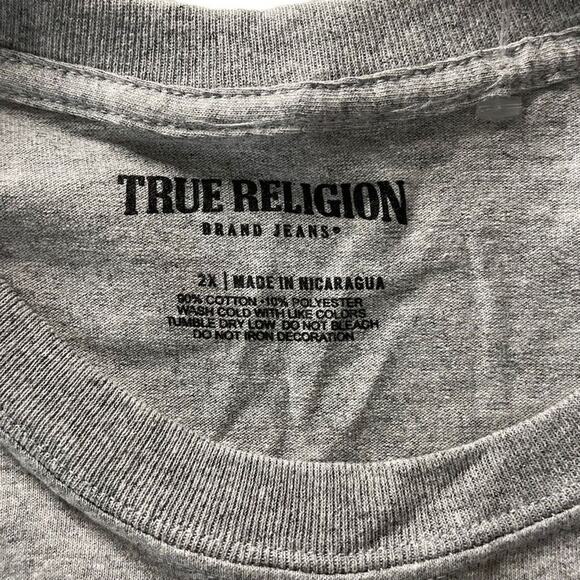 TRUE RELIGION
BRAND JEANS®
2X | MADE IN NICARAGUA
90% COTTON • 10% POLYESTER
WASH COLD WITH LIKE COLORS
TUMBLE DRY LOW DO NOT BLEACH
DO NOT IRON DECORATION